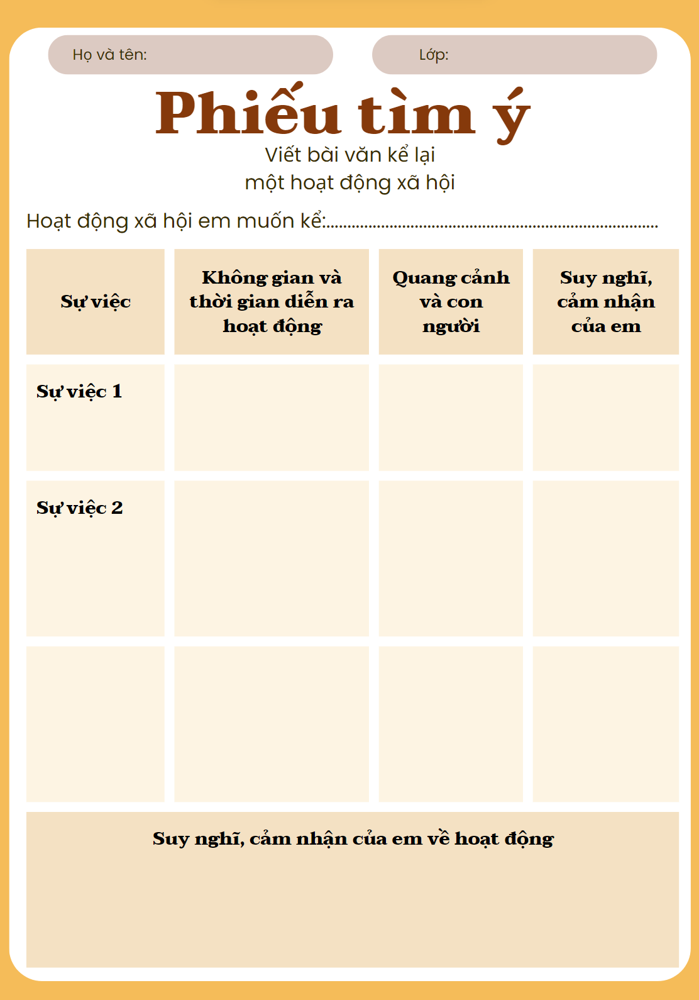 Họ và tên:
Lớp:
Phiếu tìm ý
Viết bài văn kể lại
một hoạt động xã hội
Hoạt động xã hội em muốn kể:...............................................................................
Sự việc
Không gian và
thời gian diễn ra
hoạt động
Quang cảnh
và con
người
Suy nghĩ,
cảm nhận
của em
Sự việc 1
Sự việc 2
Suy nghĩ, cảm nhận của em về hoạt động